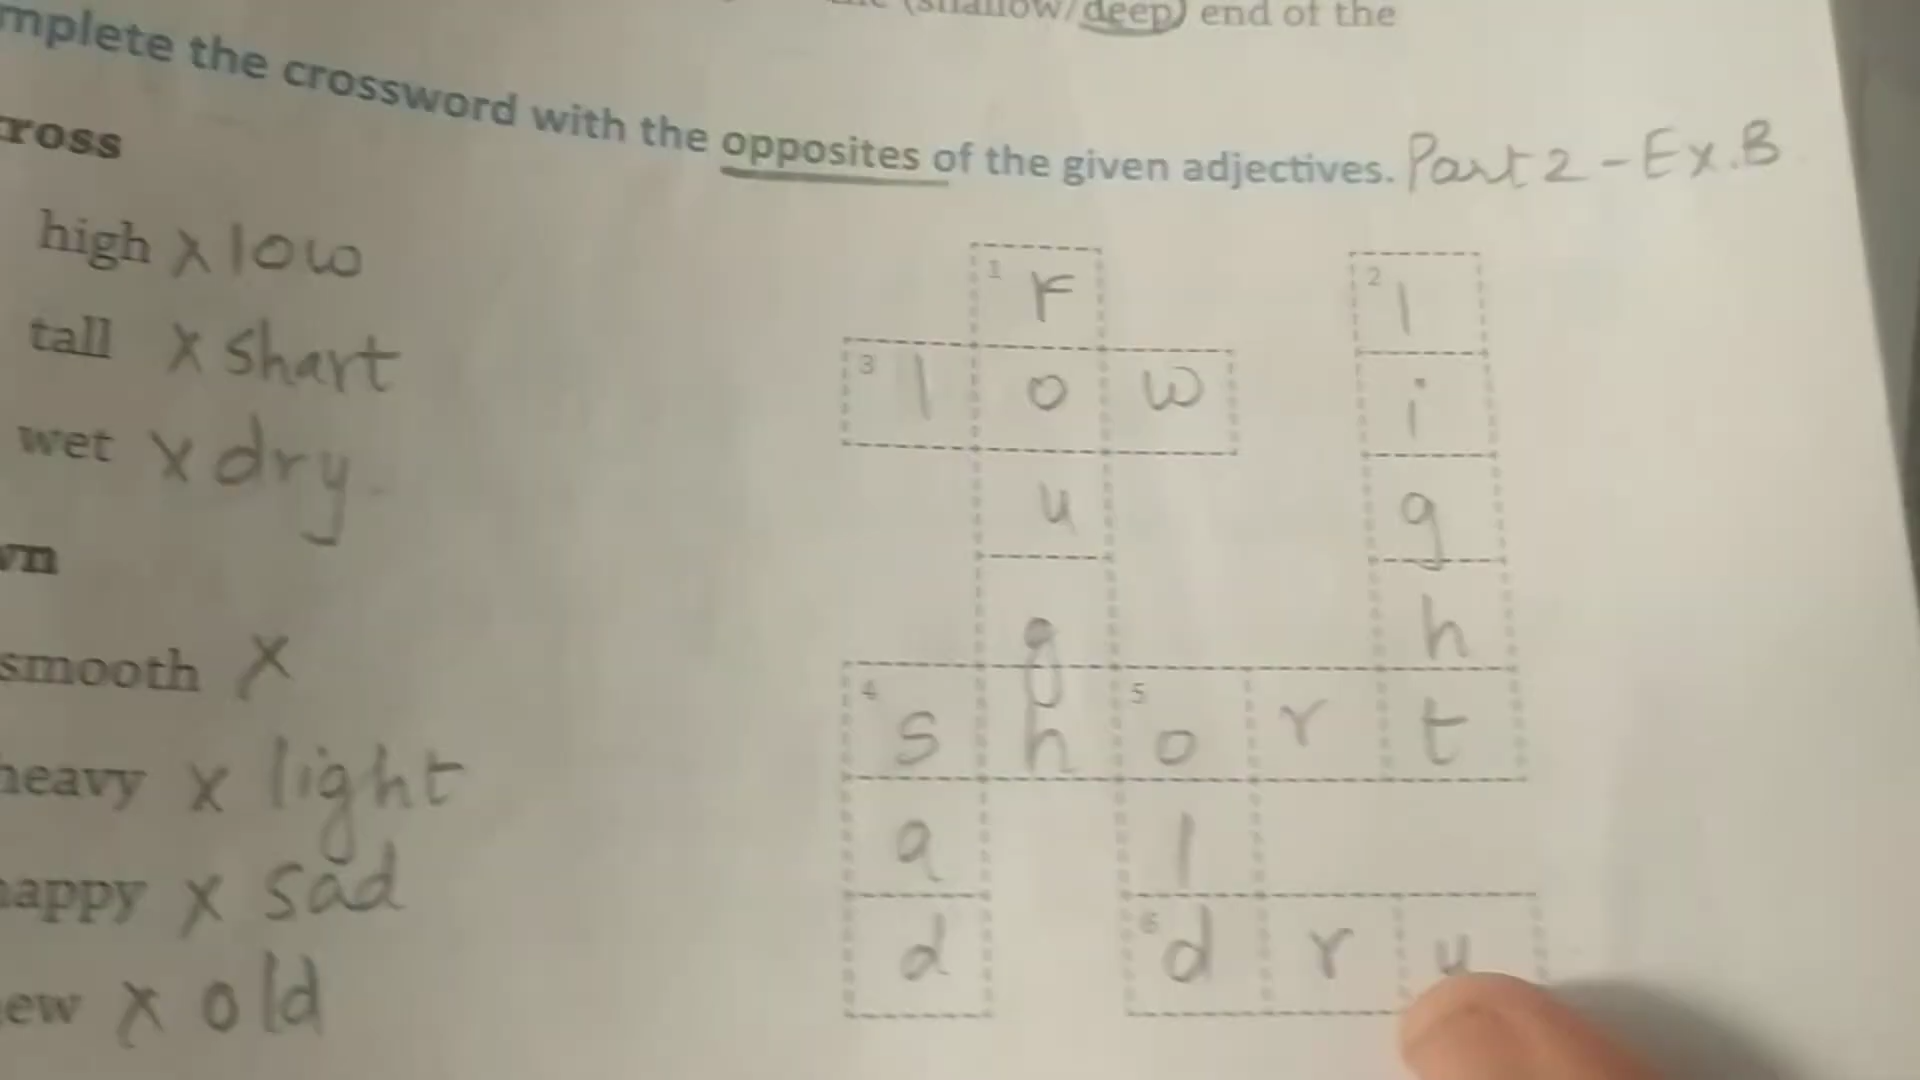 (shallow/deep) end of the
mplete the crossword with the opposites of the given adjectives. Part 2 - Ex.B
ross
high x low
tall x shart
wet x dry
wn
smooth x
heavy x light
happy x sad
ew x old
1 r
2 l
3 l o w
i
u
g
g
h
4 s h 5 o r t
a l
d 6 d r y